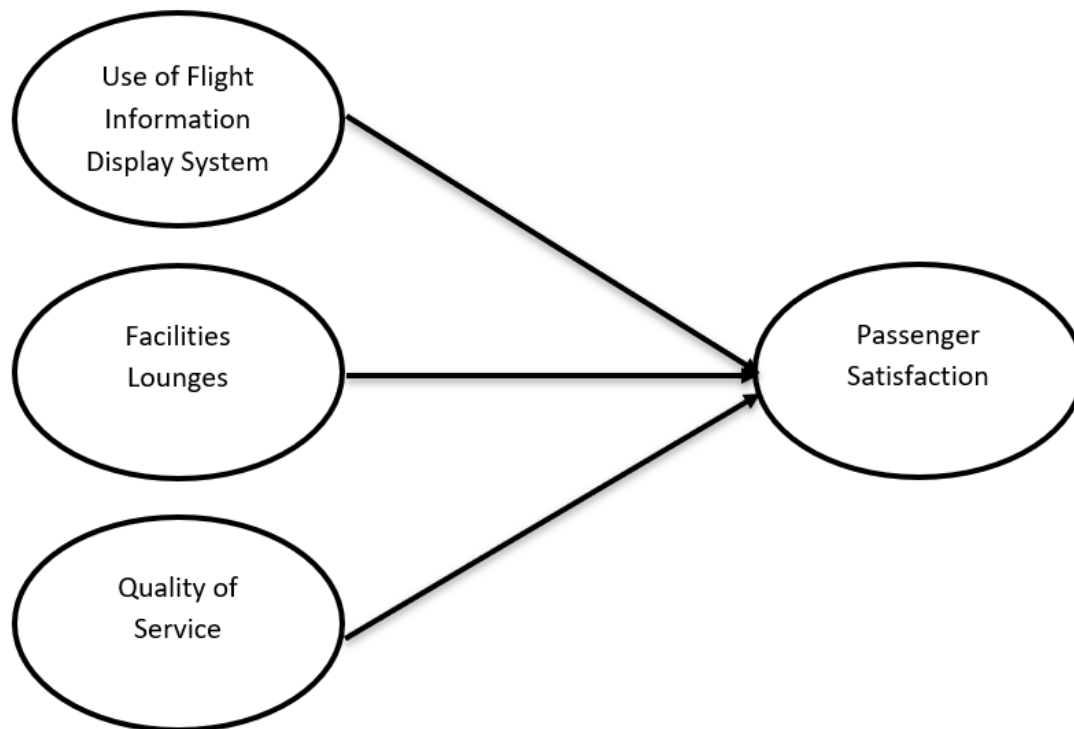 Use of Flight
Information
Display System
Facilities
Lounges
Passenger
Satisfaction
Quality of
Service